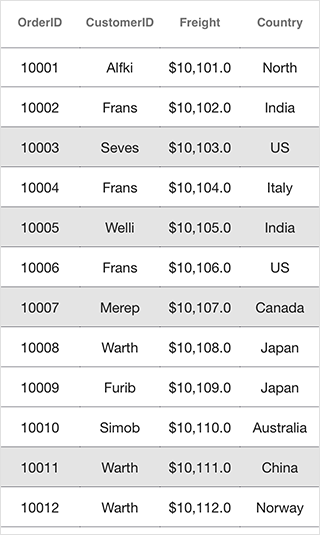 OrderID CustomerID Freight Country
10001 Alfki $10,101.0 North
10002 Frans $10,102.0 India
10003 Seves $10,103.0 US
10004 Frans $10,104.0 Italy
10005 Welli $10,105.0 India
10006 Frans $10,106.0 US
10007 Merep $10,107.0 Canada
10008 Warth $10,108.0 Japan
10009 Furib $10,109.0 Japan
10010 Simob $10,110.0 Australia
10011 Warth $10,111.0 China
10012 Warth $10,112.0 Norway